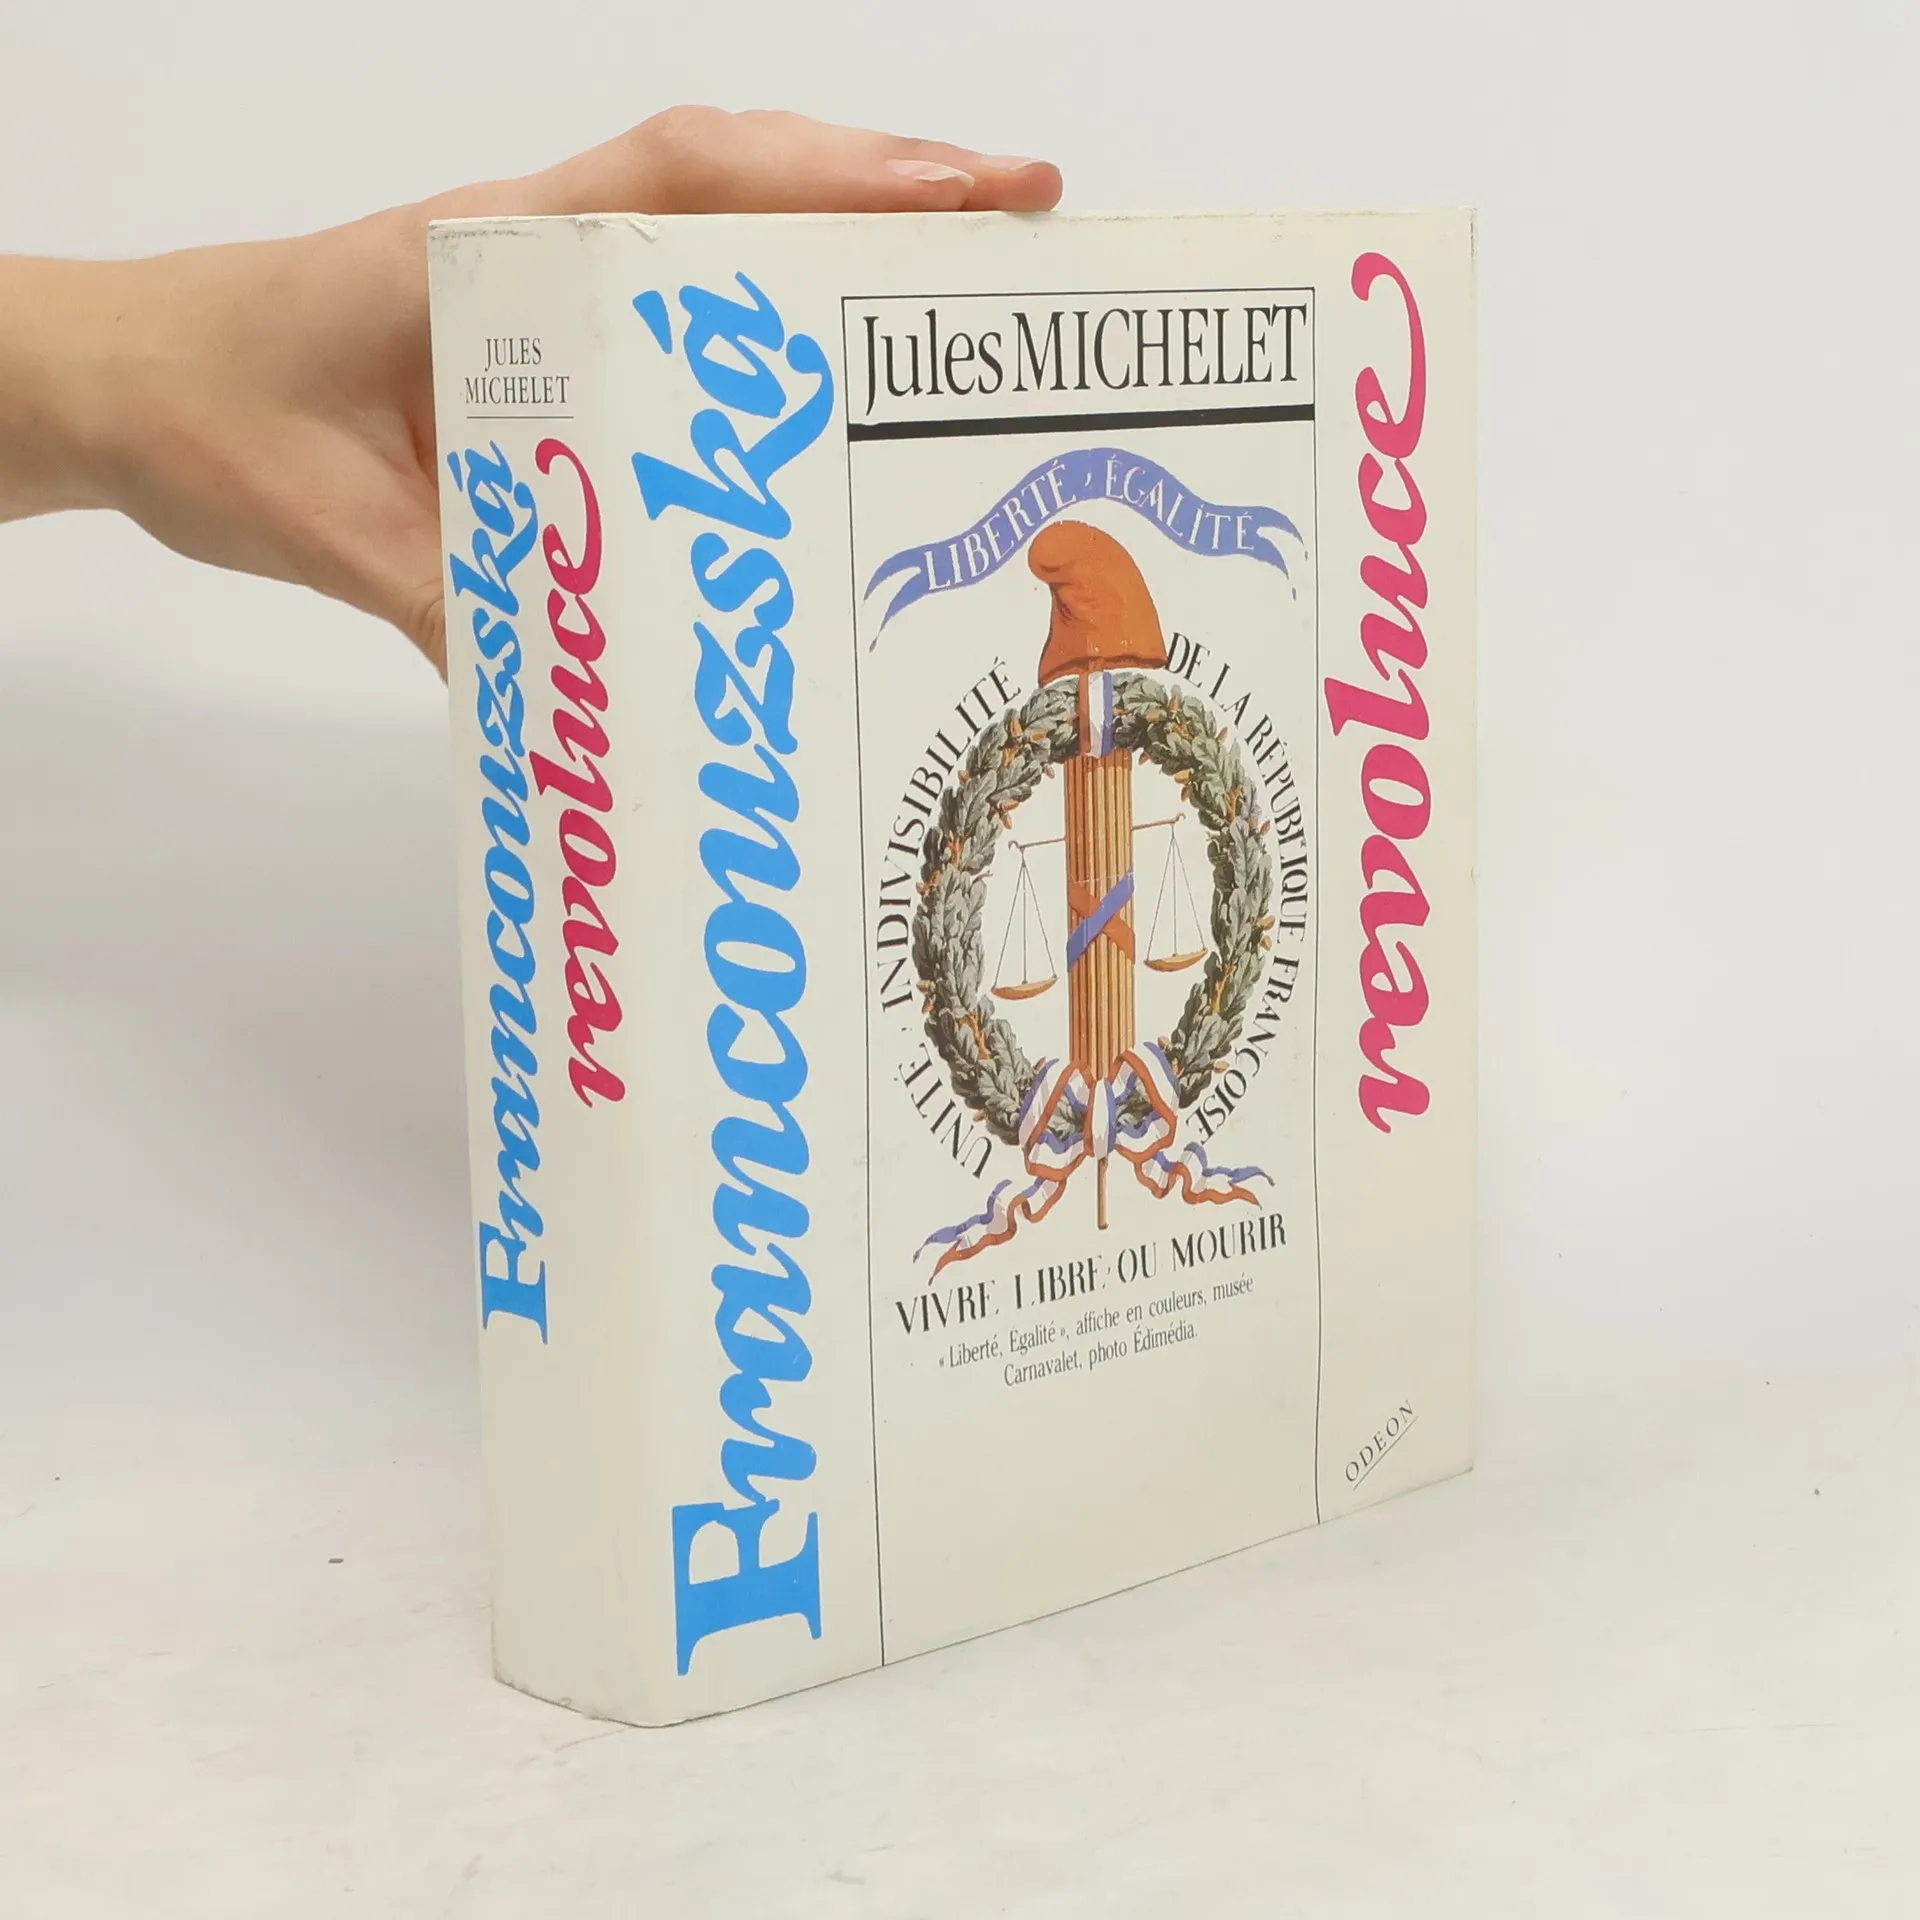 JULES
MICHELET
Francouzská
revoluce
Francouzská
Jules MICHELET
LIBERTÉ, ÉGALITÉ
UNITÉ, INDIVISIBILITÉ
DE LA RÉPUBLIQUE FRANÇOISE
VIVRE LIBRE, OU MOURIR
« Liberté, Égalité », affiche en couleurs, musée
Carnavalet, photo Édimédia.
revoluce
ODEON